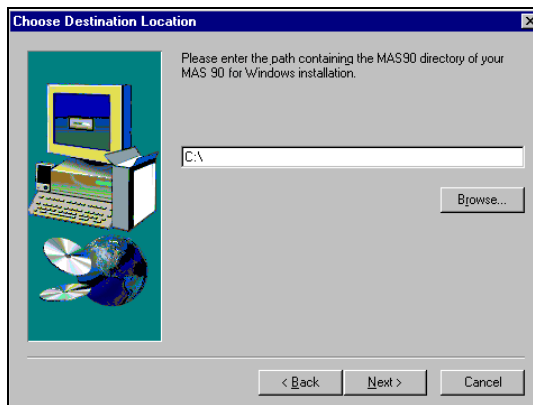 Choose Destination Location
Please enter the path containing the MAS90 directory of your
MAS 90 for Windows installation.
C:\
Browse...
< Back
Next >
Cancel